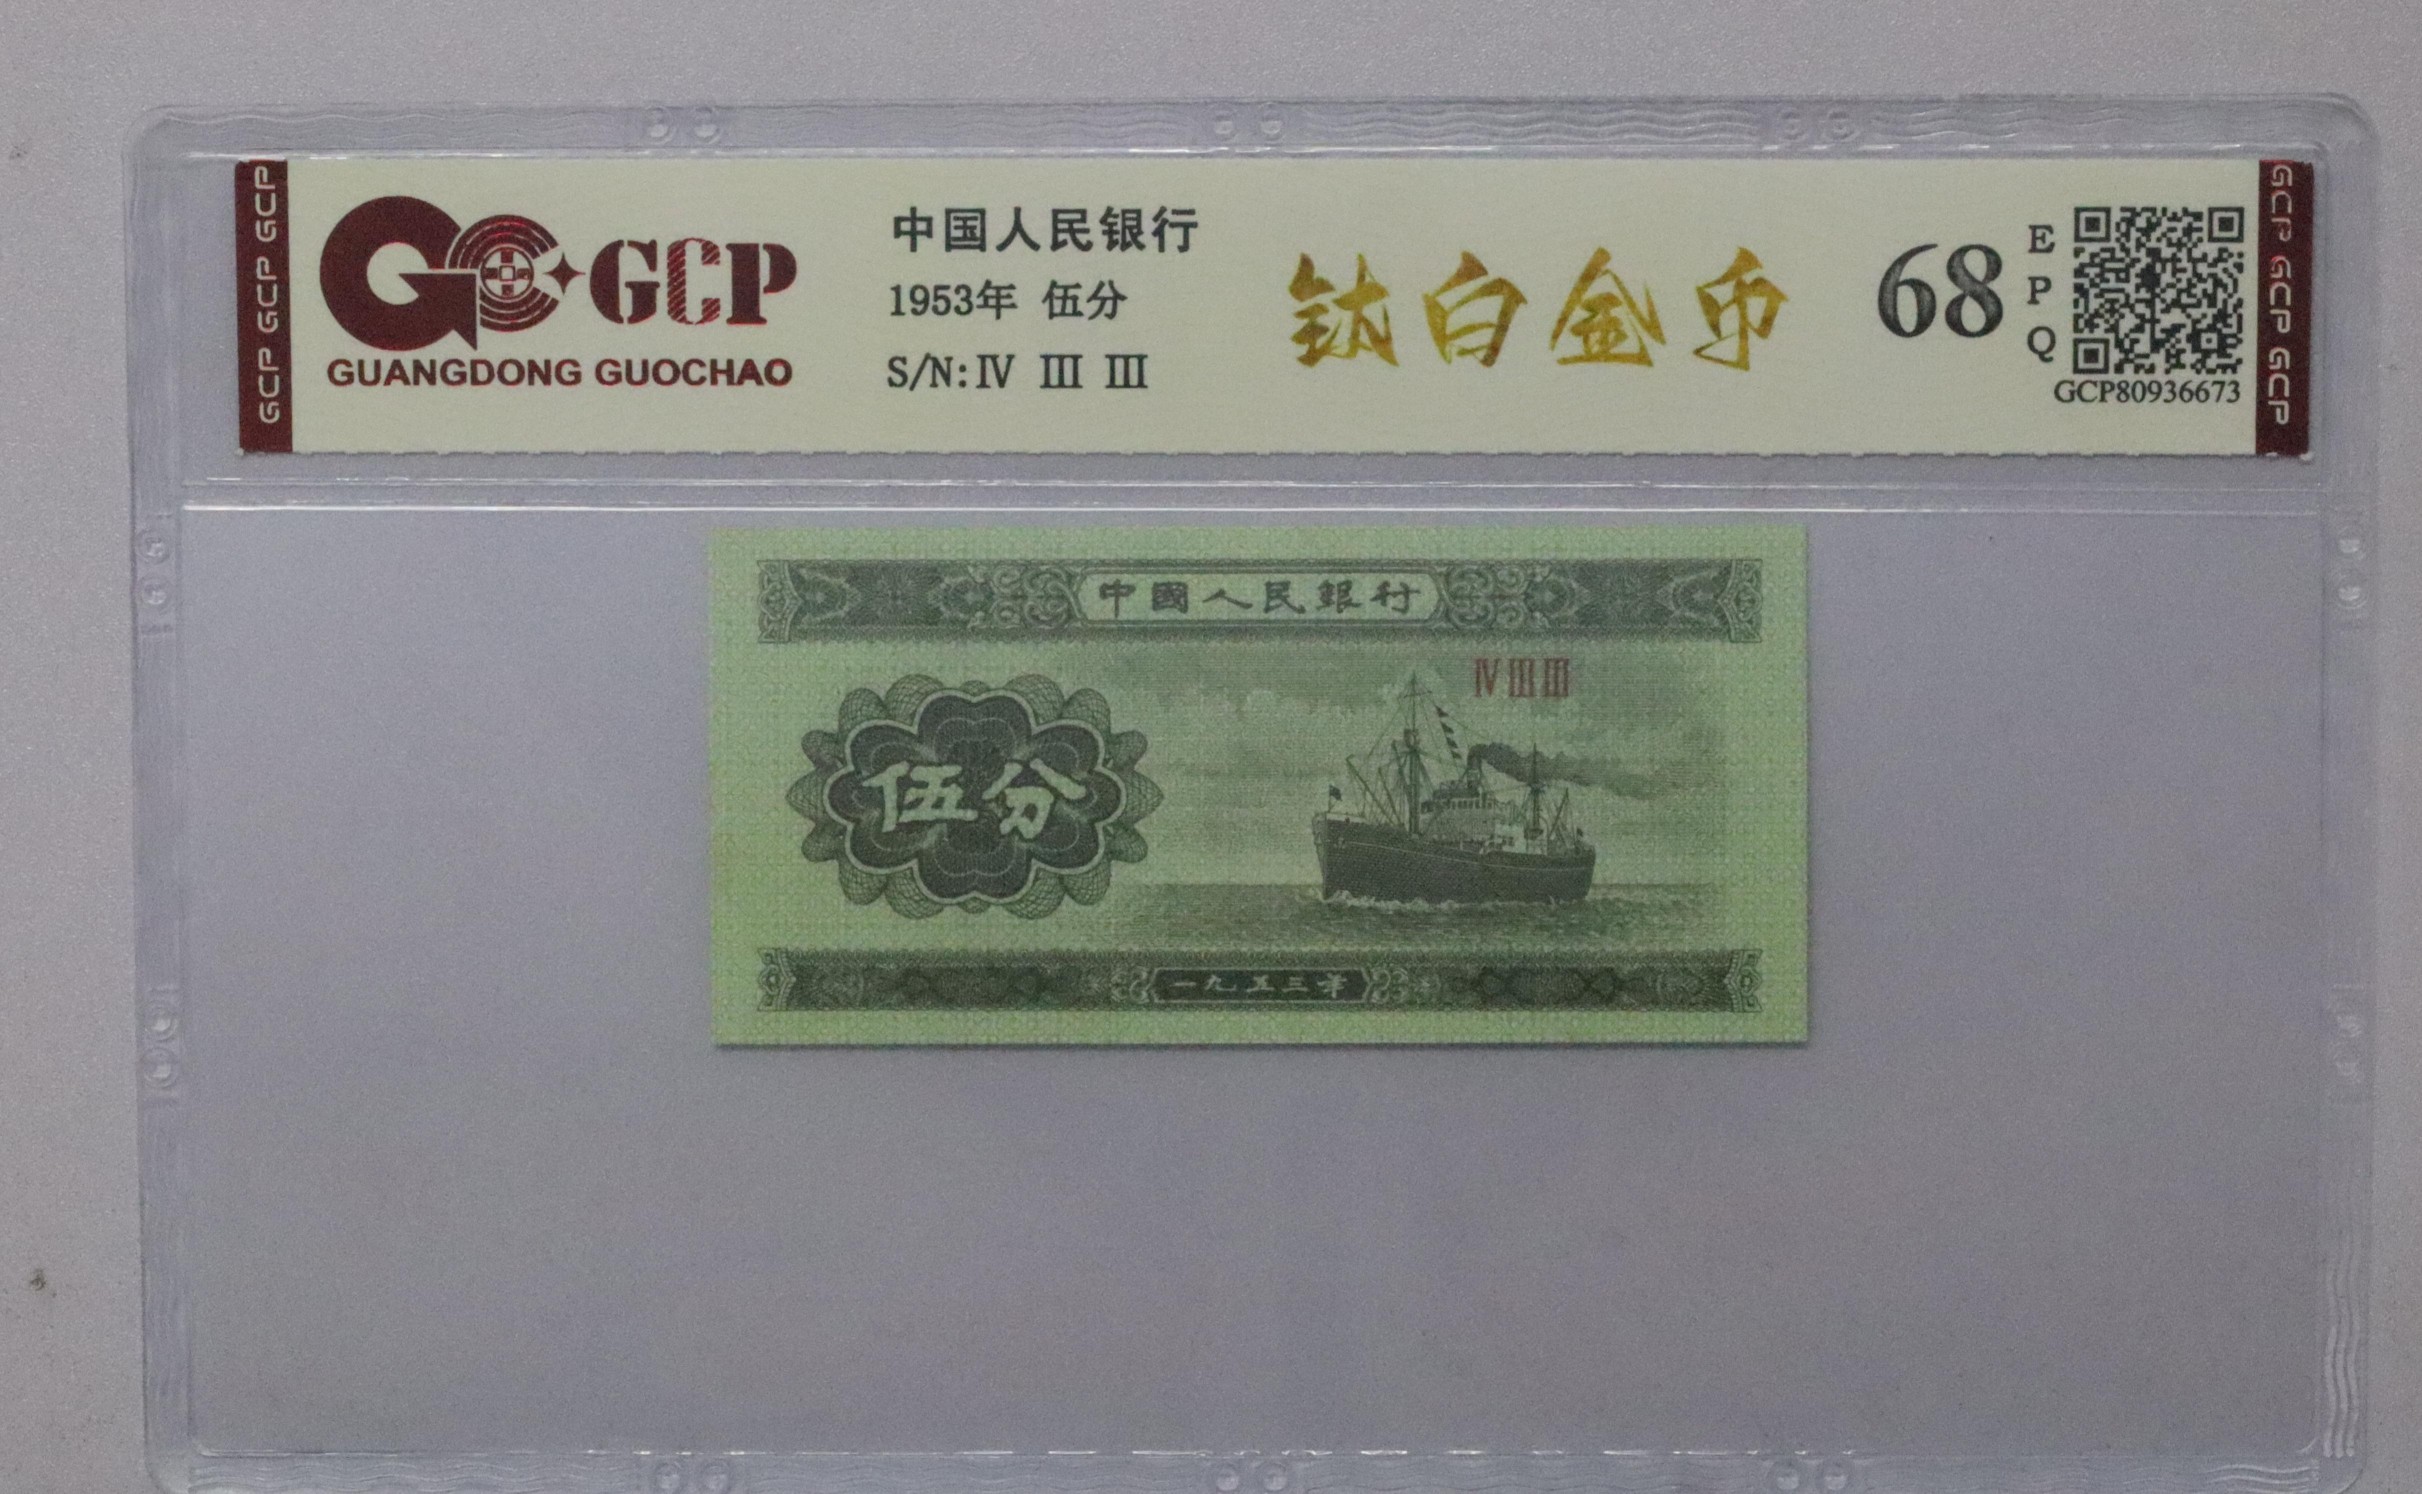 GCP GCP GCP
GCP
GUANGDONG GUOCHAO
中国人民银行
1953年 伍分
S/N: Ⅳ Ⅲ Ⅲ
钛白金币
68
EPQ
GCP80936673
GCP GCP GCP
中國人民銀行
Ⅳ Ⅲ Ⅲ
伍分
一九五三年